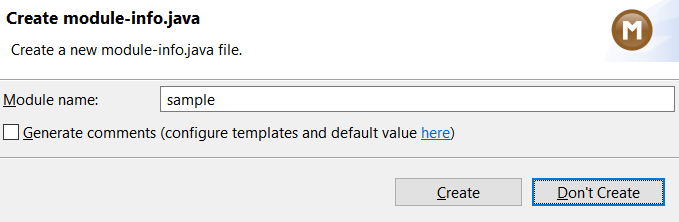 Create module-info.java
Create a new module-info.java file.
M
Module name: sample
Generate comments (configure templates and default value here)
Create Don't Create